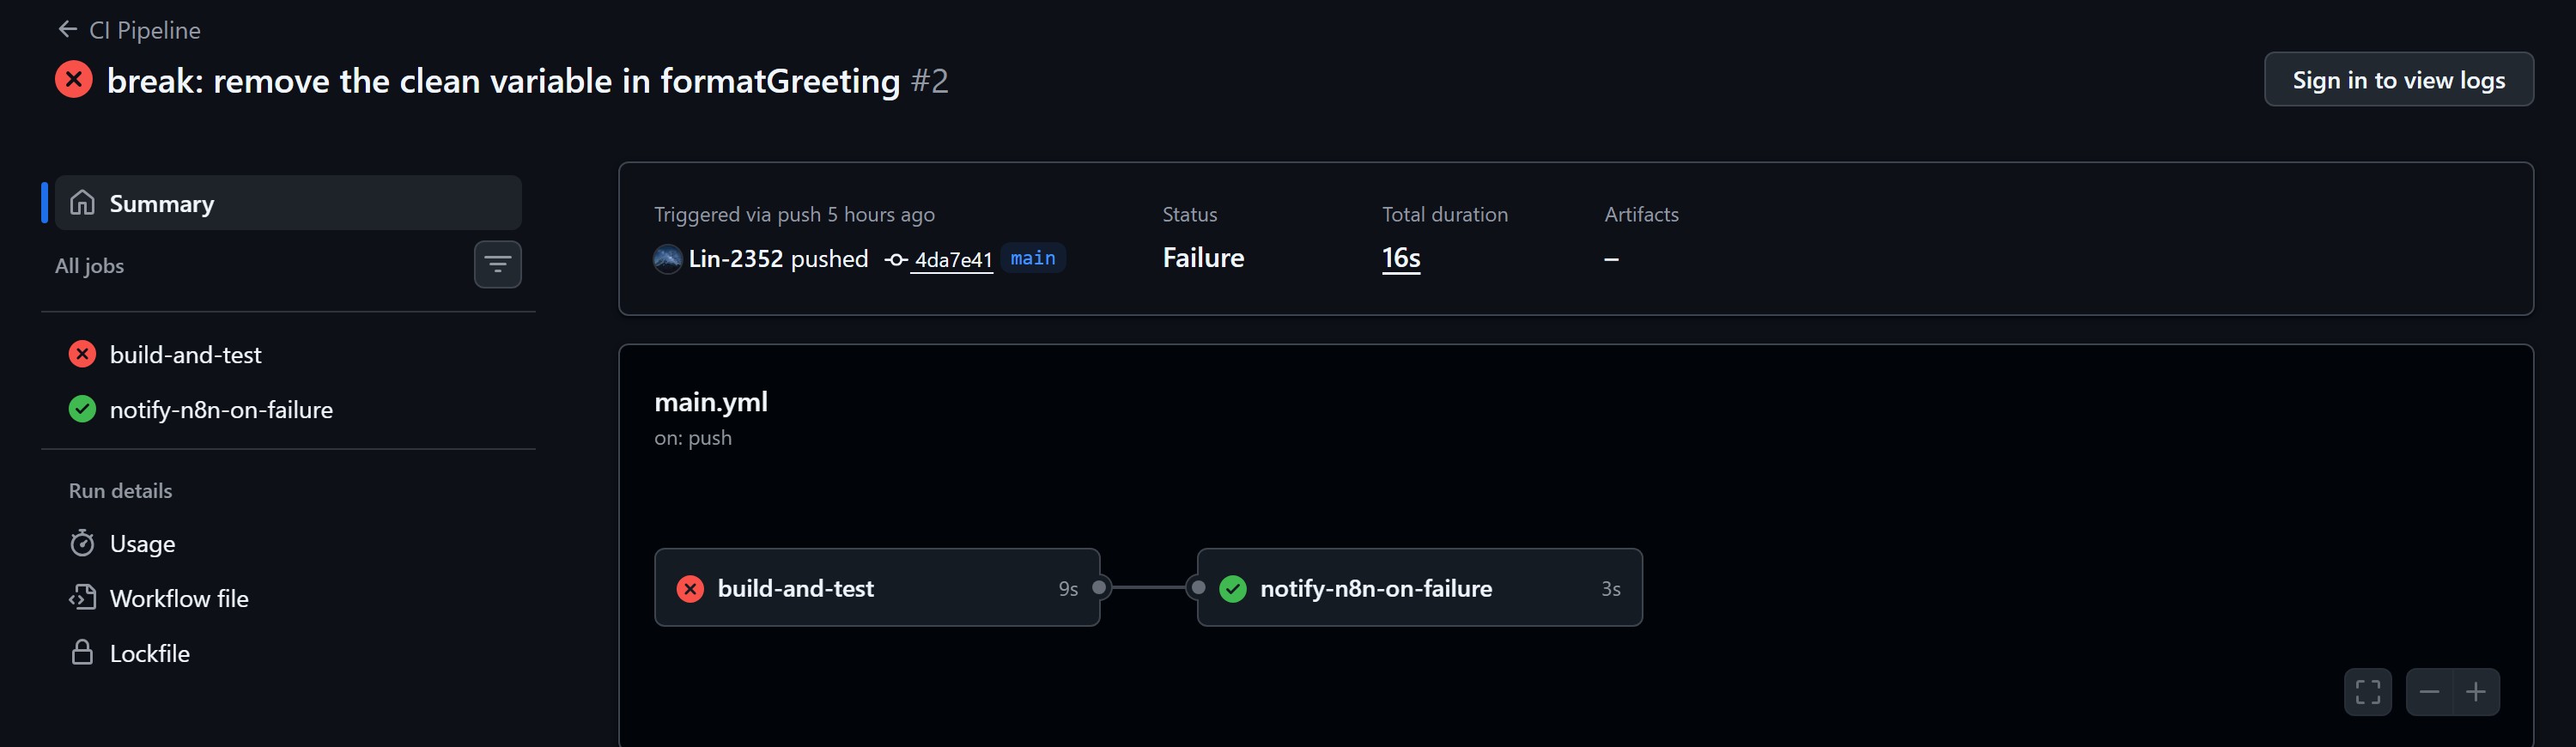 CI Pipeline
break: remove the clean variable in formatGreeting #2
Sign in to view logs
Summary
All jobs
build-and-test
notify-n8n-on-failure
Run details
Usage
Workflow file
Lockfile
Triggered via push 5 hours ago
Lin-2352 pushed 4da7e41 main
Status
Failure
Total duration
16s
Artifacts
–
main.yml
on: push
build-and-test 9s
notify-n8n-on-failure 3s